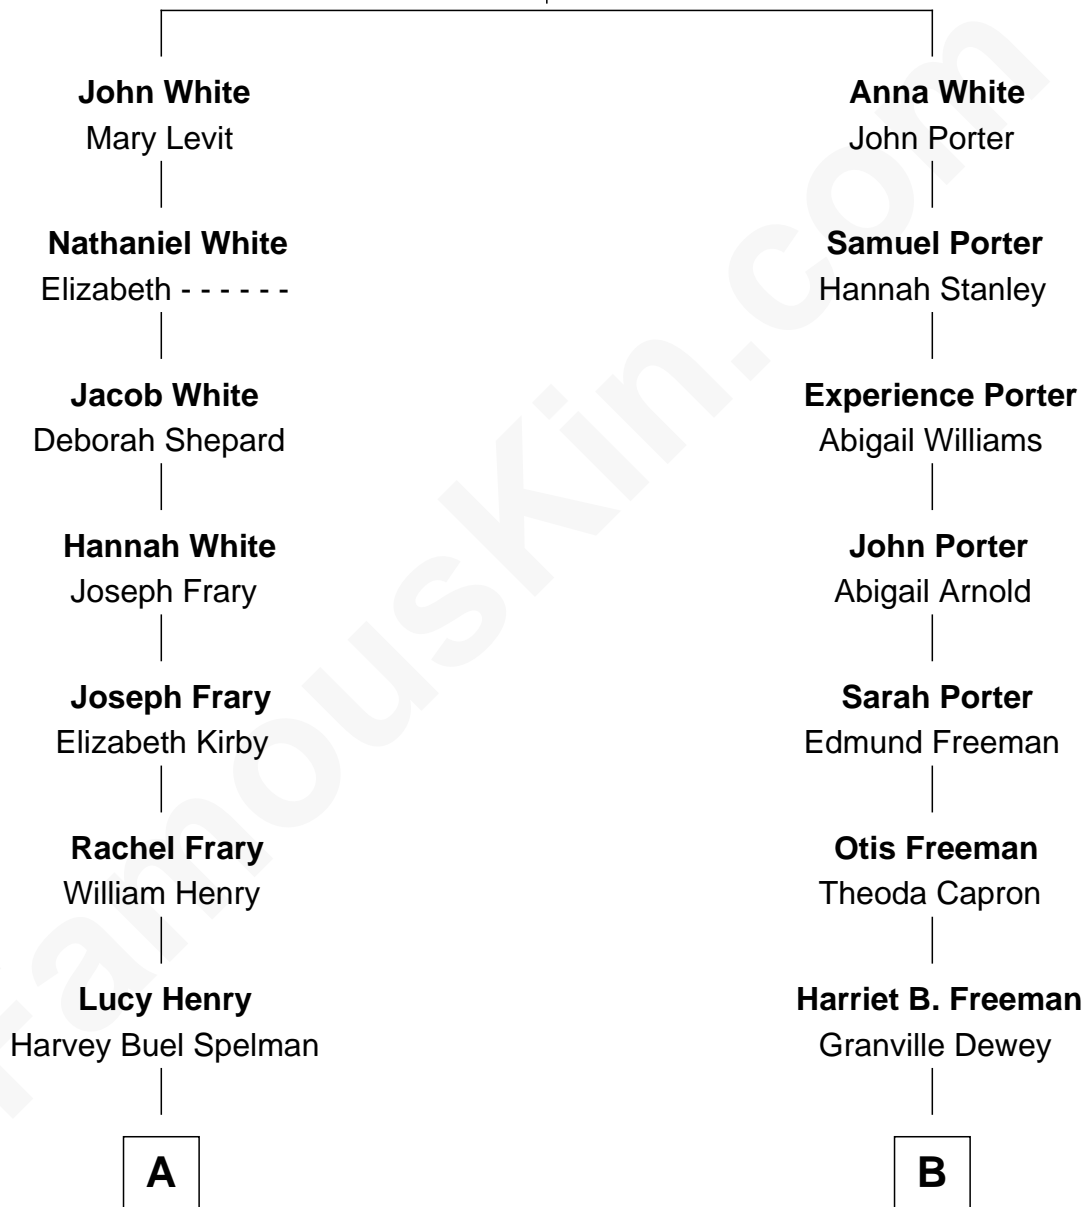 John White
Mary Levit
Nathaniel White
Elizabeth - - - - - -
Jacob White
Deborah Shepard
Hannah White
Joseph Frary
Joseph Frary
Elizabeth Kirby
Rachel Frary
William Henry
Lucy Henry
Harvey Buel Spelman
A
Anna White
John Porter
Samuel Porter
Hannah Stanley
Experience Porter
Abigail Williams
John Porter
Abigail Arnold
Sarah Porter
Edmund Freeman
Otis Freeman
Theoda Capron
Harriet B. Freeman
Granville Dewey
B
FamousKin.com